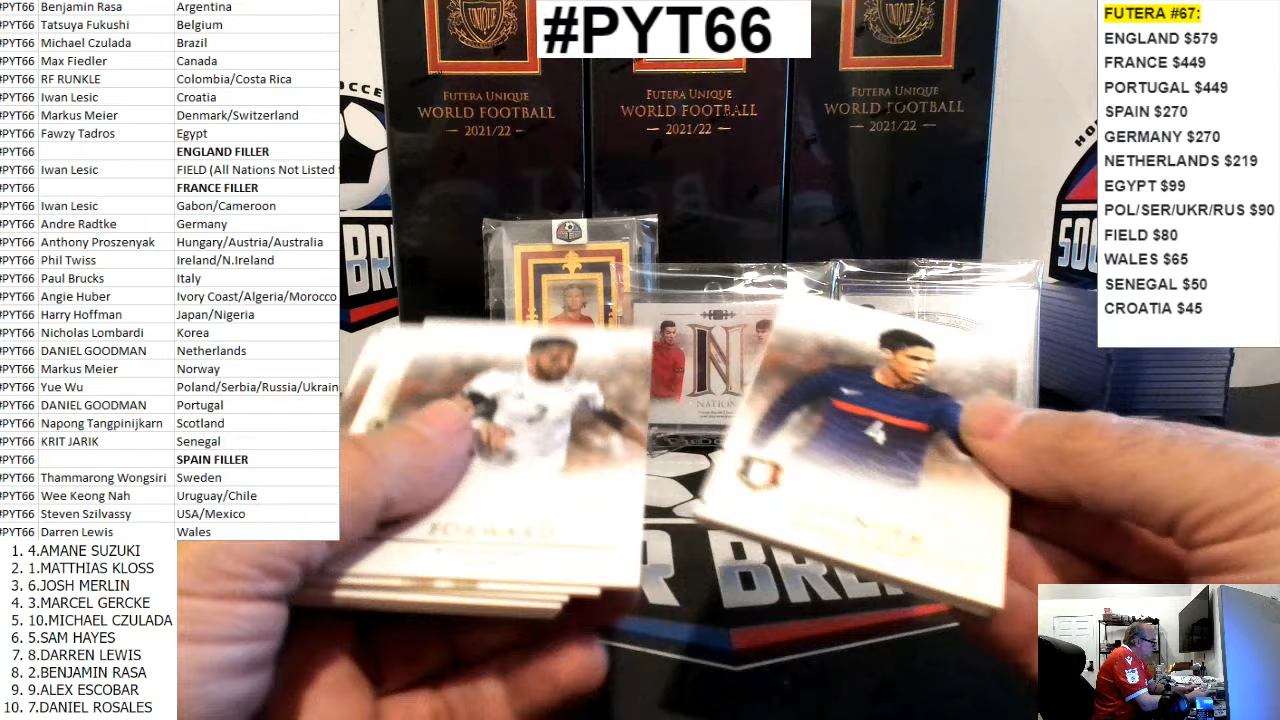 #PYT66 Benjamin Rasa Argentina
#PYT66 Tatsuya Fukushi Belgium
#PYT66 Michael Czulada Brazil
#PYT66 Max Fiedler Canada
#PYT66 RF RUNKLE Colombia/Costa Rica
#PYT66 Iwan Lesic Croatia
#PYT66 Markus Meier Denmark/Switzerland
#PYT66 Fawzy Tadros Egypt
#PYT66 ENGLAND FILLER
#PYT66 Iwan Lesic FIELD (All Nations Not Listed
#PYT66 FRANCE FILLER
#PYT66 Iwan Lesic Gabon/Cameroon
#PYT66 Andre Radtke Germany
#PYT66 Anthony Proszenyak Hungary/Austria/Australia
#PYT66 Phil Twiss Ireland/N.Ireland
#PYT66 Paul Brucks Italy
#PYT66 Angie Huber Ivory Coast/Algeria/Morocco
#PYT66 Harry Hoffman Japan/Nigeria
#PYT66 Nicolas Lombardi Korea
#PYT66 DANIEL GOODMAN Netherlands
#PYT66 Markus Meier Norway
#PYT66 Yue Wu Poland/Serbia/Russia/Ukrain
#PYT66 DANIEL GOODMAN Portugal
#PYT66 Napong Tengpinijkarn Scotland
#PYT66 KRIT JARIK Senegal
#PYT66 SPAIN FILLER
#PYT66 Thammarong Wongsiri Sweden
#PYT66 Wee Keong Nah Uruguay/Chile
#PYT66 Steven Szilvassy USA/Mexico
#PYT66 Darren Lewis Wales
1. 4.AMANE SUZUKI
2. 1.MATTHIAS KLOSS
3. 6.JOSH MERLIN
4. 3.MARCEL GERCKE
5. 10.MICHAEL CZULADA
6. 5.SAM HAYES
7. 8.DARREN LEWIS
8. 2.BENJAMIN RASA
9. 9.ALEX ESCOBAR
10. 7.DANIEL ROSALES
#PYT66
UNIQUE
FUTERA UNIQUE
WORLD FOOTBALL
2021/22
FUTERA UNIQUE
WORLD FOOTBALL
2021/22
UNIQUE
FUTERA UNIQUE
WORLD FOOTBALL
2021/22
N
4
FORWARD
FUTERA #67:
ENGLAND $579
FRANCE $449
PORTUGAL $449
SPAIN $270
GERMANY $270
NETHERLANDS $219
EGYPT $99
POL/SER/UKR/RUS $90
FIELD $80
WALES $65
SENEGAL $50
CROATIA $45